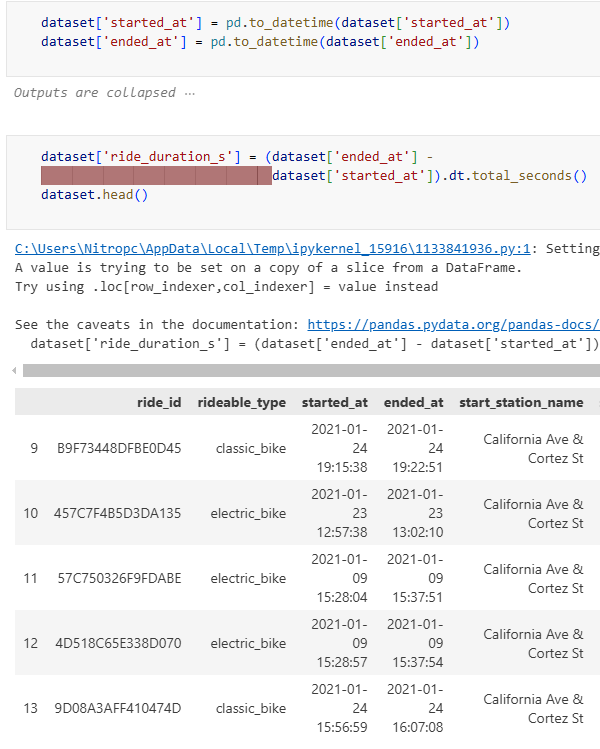 dataset['started_at'] = pd.to_datetime(dataset['started_at'])
dataset['ended_at'] = pd.to_datetime(dataset['ended_at'])
Outputs are collapsed ...
dataset['ride_duration_s'] = (dataset['ended_at'] -
dataset['started_at']).dt.total_seconds()
dataset.head()
C:\Users\Nitropc\AppData\Local\Temp\ipykernel_15916\1133841936.py:1: Setting
A value is trying to be set on a copy of a slice from a DataFrame.
Try using .loc[row_indexer,col_indexer] = value instead
See the caveats in the documentation: https://pandas.pydata.org/pandas-docs/
dataset['ride_duration_s'] = (dataset['ended_at'] - dataset['started_at'])
ride_id rideable_type started_at ended_at start_station_name
2021-01- 2021-01-
9 B9F73448DFBE0D45 classic_bike 24 24 California Ave & Cortez St
19:15:38 19:22:51
2021-01- 2021-01-
10 457C7F4B5D3DA135 electric_bike 23 23 California Ave & Cortez St
12:57:38 13:02:10
2021-01- 2021-01-
11 57C750326F9FDABE electric_bike 09 09 California Ave & Cortez St
15:28:04 15:37:51
2021-01- 2021-01-
12 4D518C65E338D070 electric_bike 09 09 California Ave & Cortez St
15:28:57 15:37:54
2021-01- 2021-01-
13 9D08A3AFF410474D classic_bike 24 24 California Ave & Cortez St
15:56:59 16:07:08